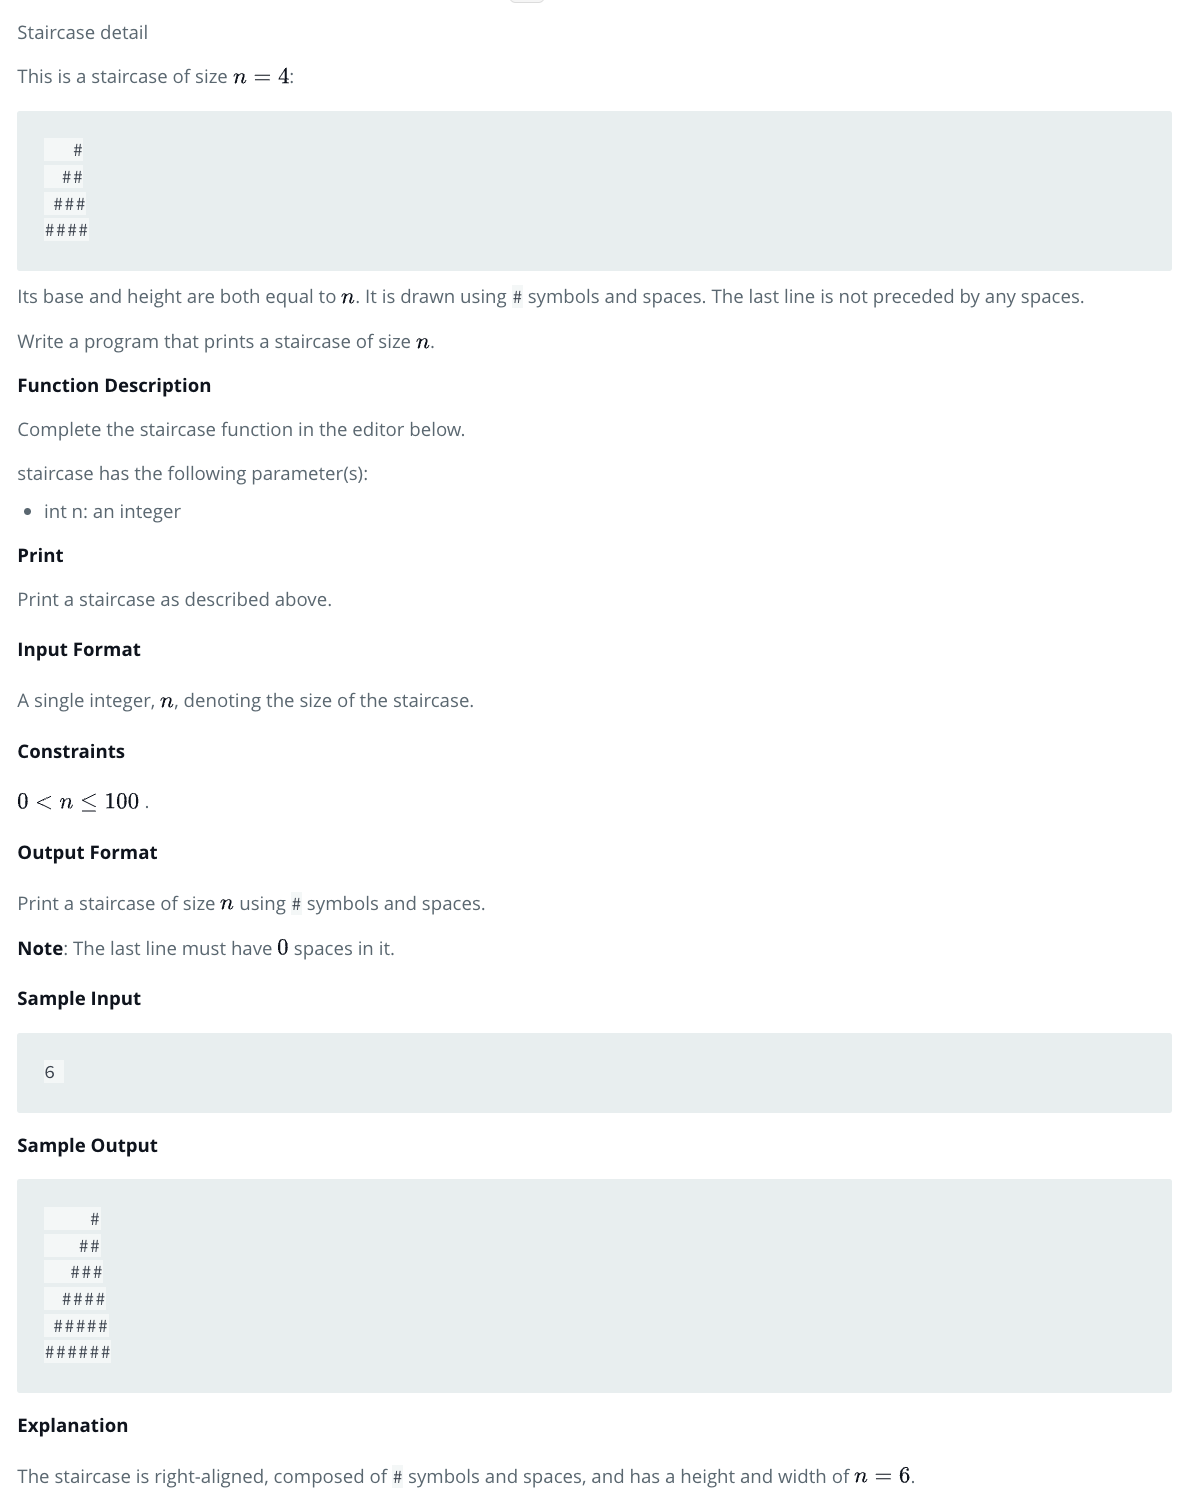 Staircase detail
This is a staircase of size n = 4:
   #
  ##
 ###
####
Its base and height are both equal to n. It is drawn using # symbols and spaces. The last line is not preceded by any spaces.
Write a program that prints a staircase of size n.
Function Description
Complete the staircase function in the editor below.
staircase has the following parameter(s):
• int n: an integer
Print
Print a staircase as described above.
Input Format
A single integer, n, denoting the size of the staircase.
Constraints
0 < n ≤ 100 .
Output Format
Print a staircase of size n using # symbols and spaces.
Note: The last line must have 0 spaces in it.
Sample Input
6
Sample Output
     #
    ##
   ###
  ####
 #####
######
Explanation
The staircase is right-aligned, composed of # symbols and spaces, and has a height and width of n = 6.